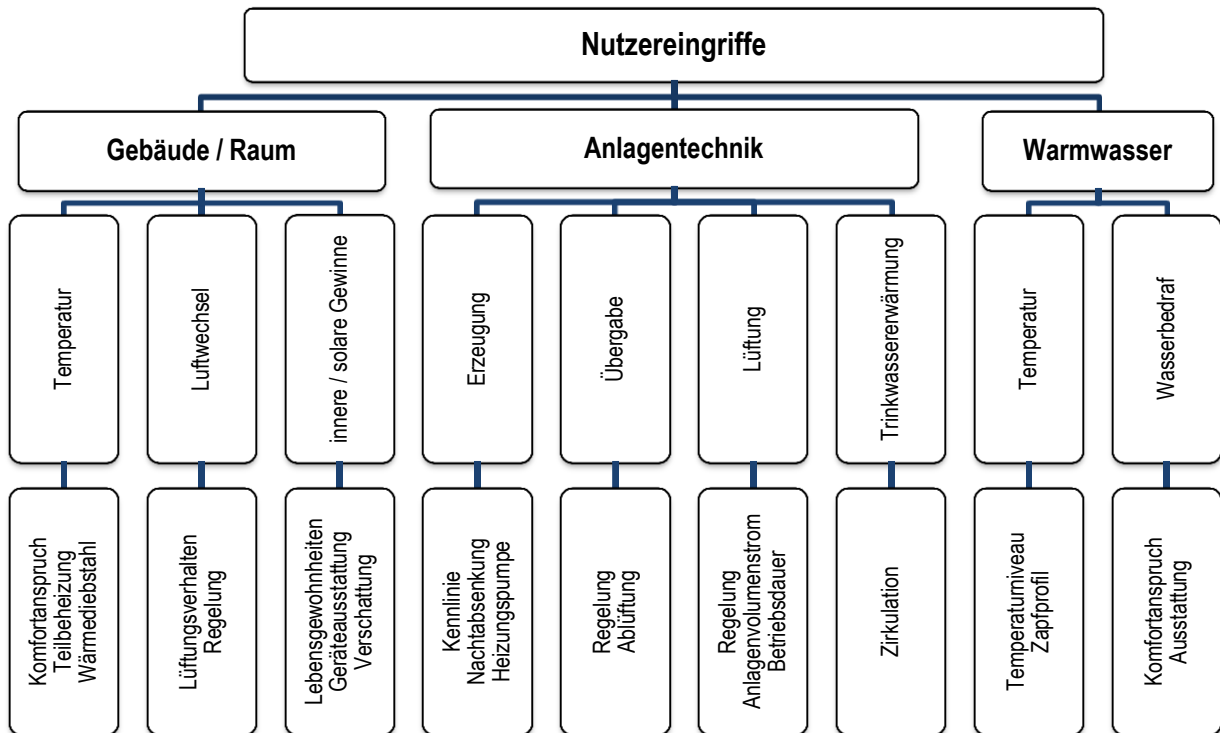 Nutzereingriffe
Gebäude / Raum
Anlagentechnik
Warmwasser
Temperatur
Luftwechsel
innere / solare Gewinne
Erzeugung
Übergabe
Lüftung
Trinkwassererwärmung
Temperatur
Wasserbedraf
Komfortanspruch
Teilbeheizung
Wärmediebstahl
Lüftungsverhalten
Regelung
Lebensgewohnheiten
Geräteausstattung
Verschattung
Kennlinie
Nachtabsenkung
Heizungspumpe
Regelung
Ablüftung
Regelung
Anlagenvolumenstrom
Betriebsdauer
Zirkulation
Temperaturniveau
Zapfprofil
Komfortanspruch
Ausstattung